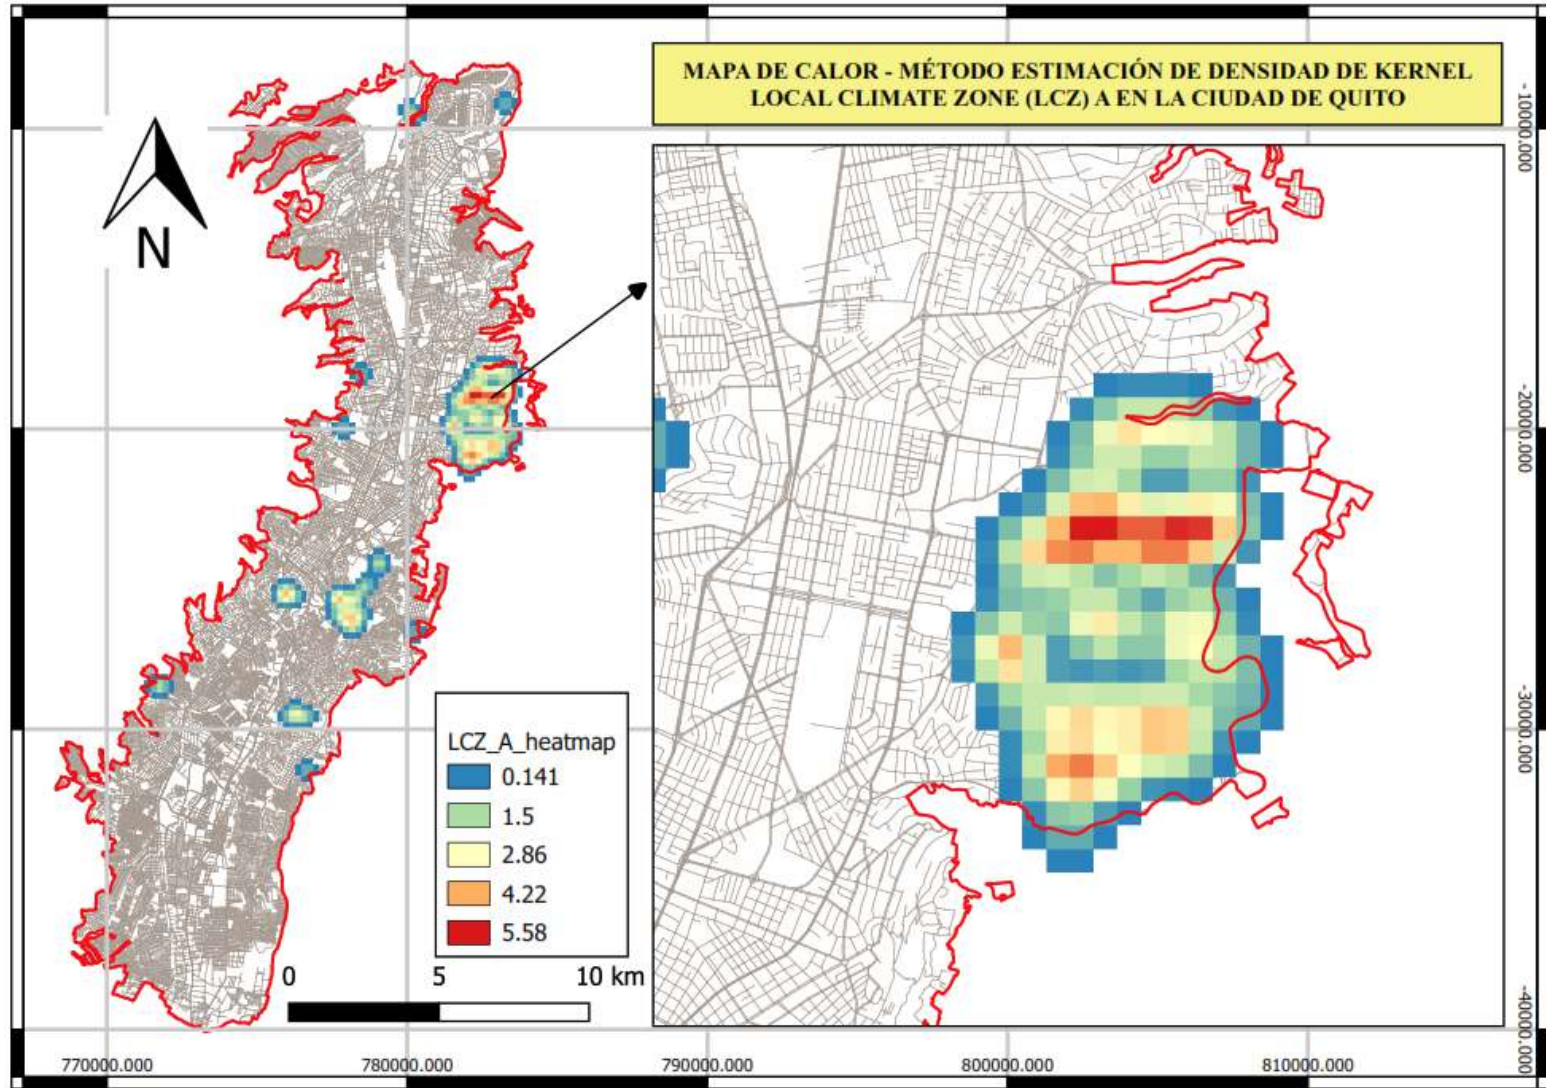 MAPA DE CALOR - MÉTODO ESTIMACIÓN DE DENSIDAD DE KERNEL
LOCAL CLIMATE ZONE (LCZ) A EN LA CIUDAD DE QUITO
N
LCZ_A_heatmap
0.141
1.5
2.86
4.22
5.58
0 5 10 km
770000.000 780000.000 790000.000 800000.000 810000.000
-10000.000
-20000.000
-30000.000
-40000.000